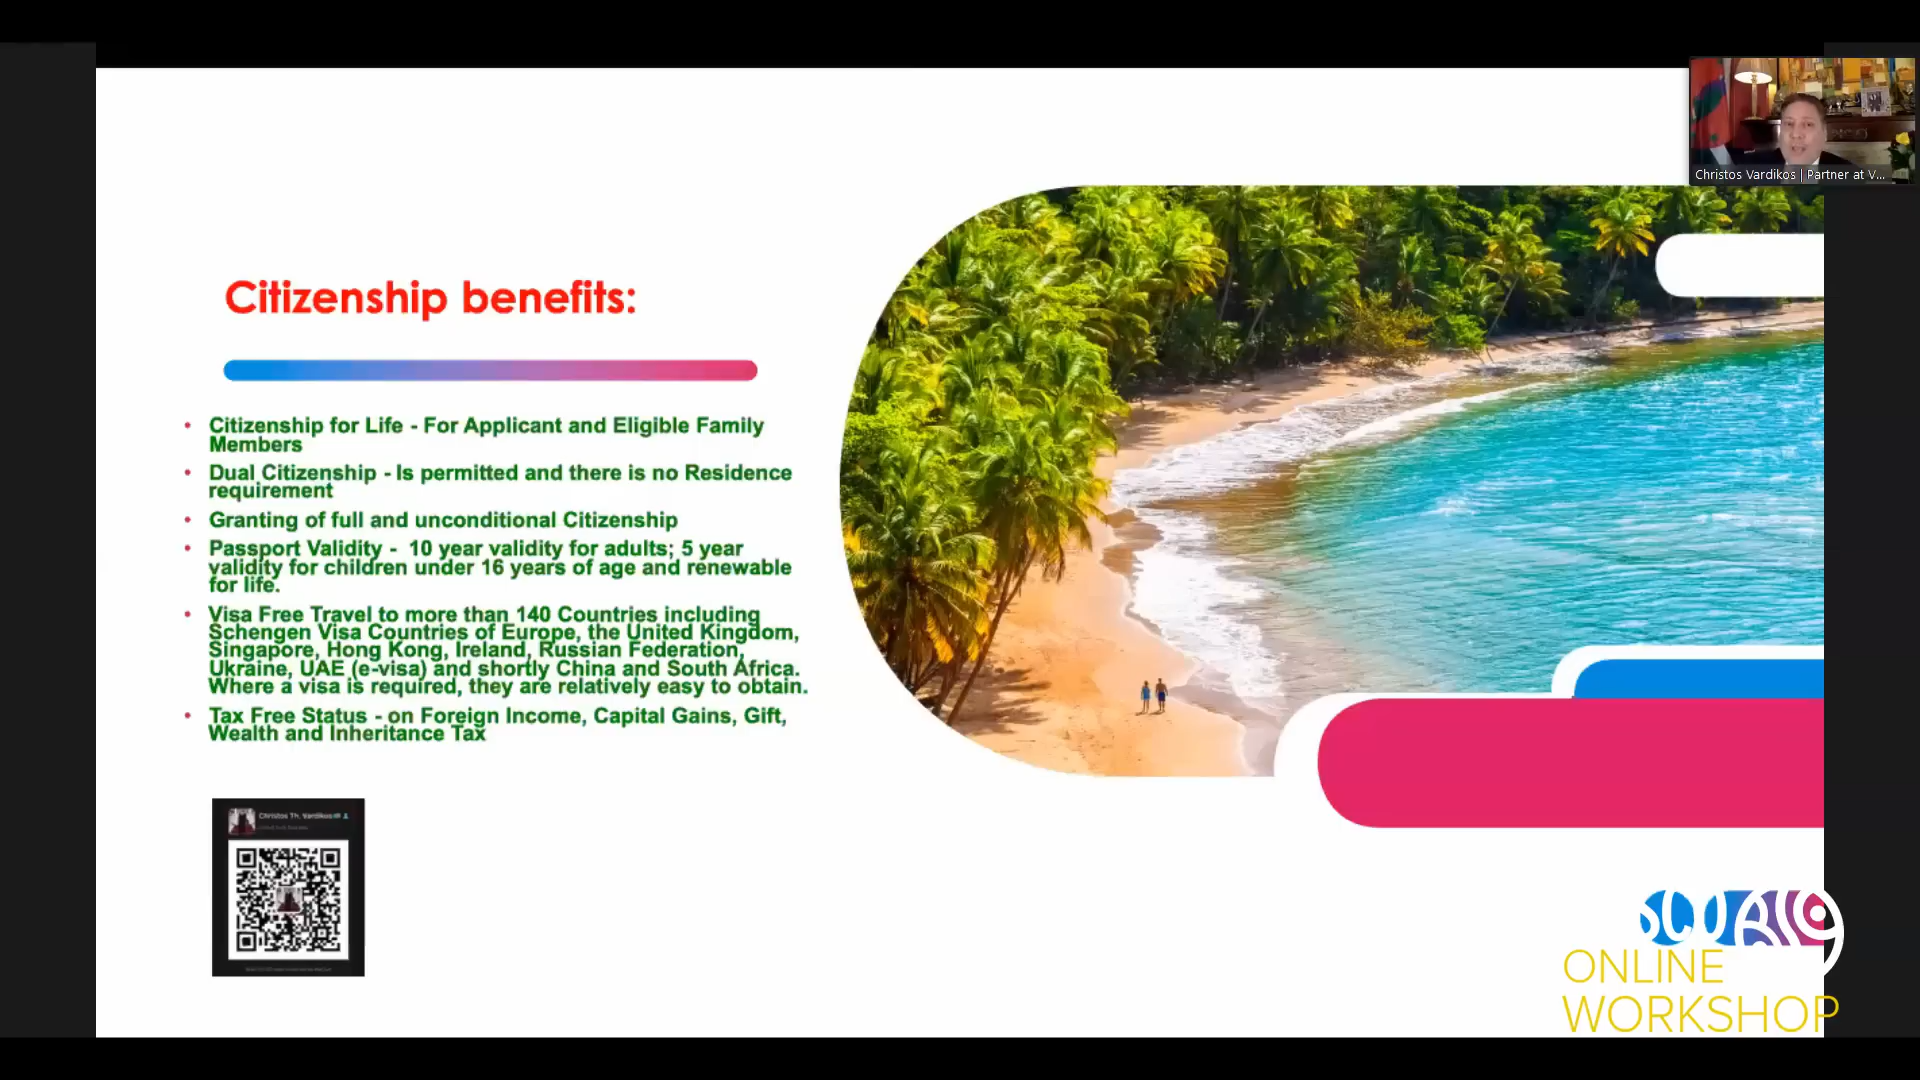 Christos Vardikos | Partner at V...
Citizenship benefits:
• Citizenship for Life - For Applicant and Eligible Family
Members
• Dual Citizenship - Is permitted and there is no Residence
requirement
• Granting of full and unconditional Citizenship
• Passport Validity - 10 year validity for adults; 5 year
validity for children under 16 years of age and renewable
for life.
• Visa Free Travel to more than 140 Countries including
Schengen Visa Countries of Europe, the United Kingdom,
Singapore, Hong Kong, Ireland, Russian Federation,
Ukraine, UAE (e-visa) and shortly China and South Africa.
Where a visa is required, they are relatively easy to obtain.
• Tax Free Status - on Foreign Income, Capital Gains, Gift,
Wealth and Inheritance Tax
Christos Th. Vardikos
ONLINE
WORKSHOP